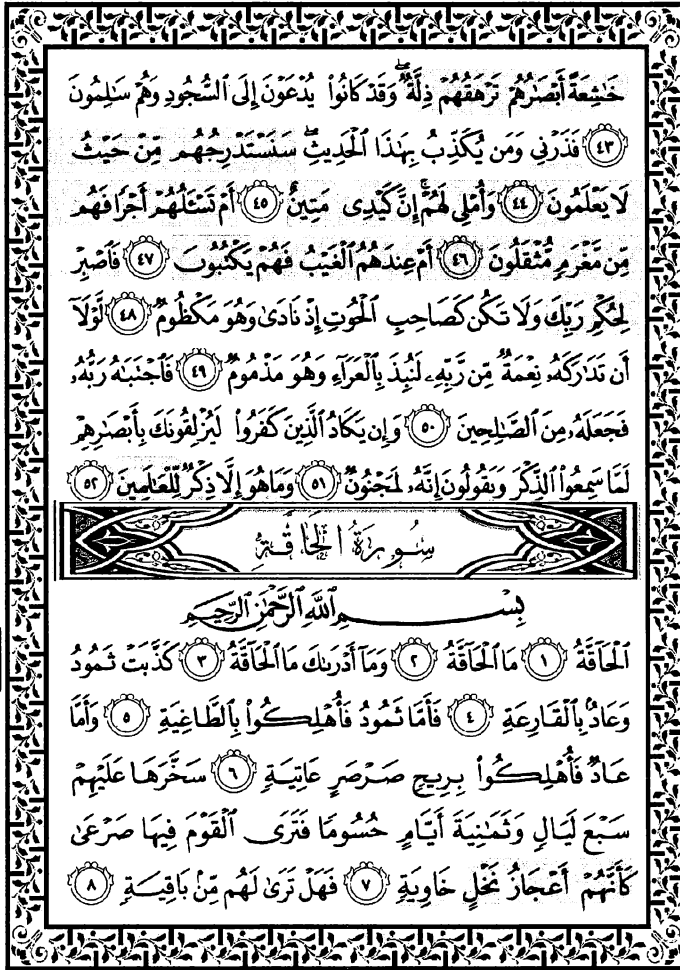 خَٰشِعَةً أَبْصَٰرُهُمْ تَرْهَقُهُمْ ذِلَّةٌۖ وَقَدْ كَانُوا۟ يُدْعَوْنَ إِلَى ٱلسُّجُودِ وَهُمْ سَٰلِمُونَ
٤٣ فَذَرْنِى وَمَن يُكَذِّبُ بِهَٰذَا ٱلْحَدِيثِۖ سَنَسْتَدْرِجُهُم مِّنْ حَيْثُ
لَا يَعْلَمُونَ ٤٤ وَأُمْلِى لَهُمْۚ إِنَّ كَيْدِى مَتِينٌ ٤٥ أَمْ تَسْـَٔلُهُمْ أَجْرًا فَهُم
مِّن مَّغْرَمٍ مُّثْقَلُونَ ٤٦ أَمْ عِندَهُمُ ٱلْغَيْبُ فَهُمْ يَكْتُبُونَ ٤٧ فَٱصْبِرْ
لِحُكْمِ رَبِّكَ وَلَا تَكُن كَصَاحِبِ ٱلْحُوتِ إِذْ نَادَىٰ وَهُوَ مَكْظُومٌ ٤٨ لَّوْلَآ
أَن تَدَٰرَكَهُۥ نِعْمَةٌ مِّن رَّبِّهِۦ لَنُبِذَ بِٱلْعَرَآءِ وَهُوَ مَذْمُومٌ ٤٩ فَٱجْتَبَٰهُ رَبُّهُۥ
فَجَعَلَهُۥ مِنَ ٱلصَّٰلِحِينَ ٥٠ وَإِن يَكَادُ ٱلَّذِينَ كَفَرُوا۟ لَيُزْلِقُونَكَ بِأَبْصَٰرِهِمْ
لَمَّا سَمِعُوا۟ ٱلذِّكْرَ وَيَقُولُونَ إِنَّهُۥ لَمَجْنُونٌ ٥١ وَمَا هُوَ إِلَّا ذِكْرٌ لِّلْعَٰلَمِينَ ٥٢
سُورَةُ الْحَاقَّةِ
بِسْمِ ٱللَّهِ ٱلرَّحْمَٰنِ ٱلرَّحِيمِ
ٱلْحَآقَّةُ ١ مَا ٱلْحَآقَّةُ ٢ وَمَآ أَدْرَىٰكَ مَا ٱلْحَآقَّةُ ٣ كَذَّبَتْ ثَمُودُ
وَعَادٌۢ بِٱلْقَارِعَةِ ٤ فَأَمَّا ثَمُودُ فَأُهْلِكُوا۟ بِٱلطَّاغِيَةِ ٥ وَأَمَّا
عَادٌ فَأُهْلِكُوا۟ بِرِيحٍ صَرْصَرٍ عَاتِيَةٍ ٦ سَخَّرَهَا عَلَيْهِمْ
سَبْعَ لَيَالٍ وَثَمَٰنِيَةَ أَيَّامٍ حُسُومًا فَتَرَى ٱلْقَوْمَ فِيهَا صَرْعَىٰ
كَأَنَّهُمْ أَعْجَازُ نَخْلٍ خَاوِيَةٍ ٧ فَهَلْ تَرَىٰ لَهُم مِّنۢ بَاقِيَةٍ ٨